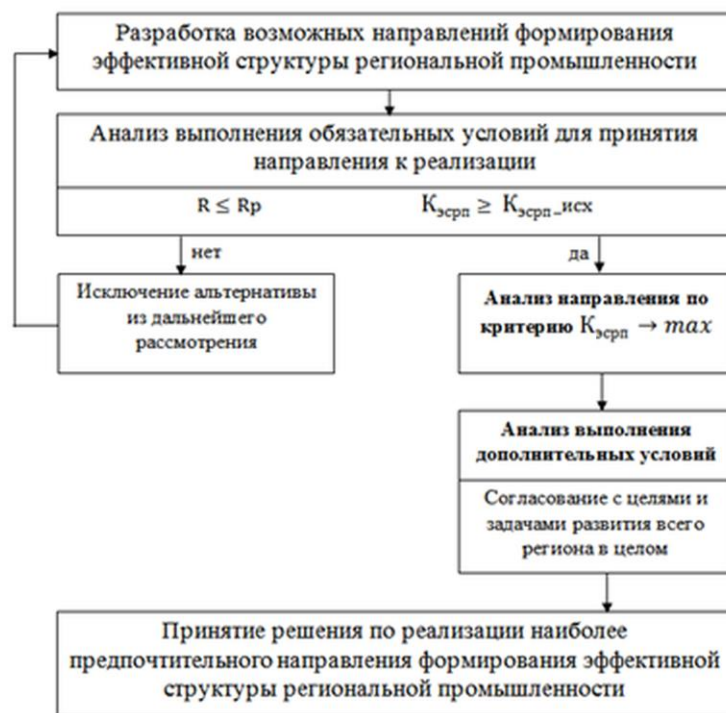 Разработка возможных направлений формирования
эффективной структуры региональной промышленности
Анализ выполнения обязательных условий для принятия
направления к реализации
R ≤ Rp
Кэсрп ≥ Кэсрп_исх
нет
да
Исключение альтернативы
из дальнейшего
рассмотрения
Анализ направления по
критерию Кэсрп → max
Анализ выполнения
дополнительных условий
Согласование с целями и
задачами развития всего
региона в целом
Принятие решения по реализации наиболее
предпочтительного направления формирования эффективной
структуры региональной промышленности